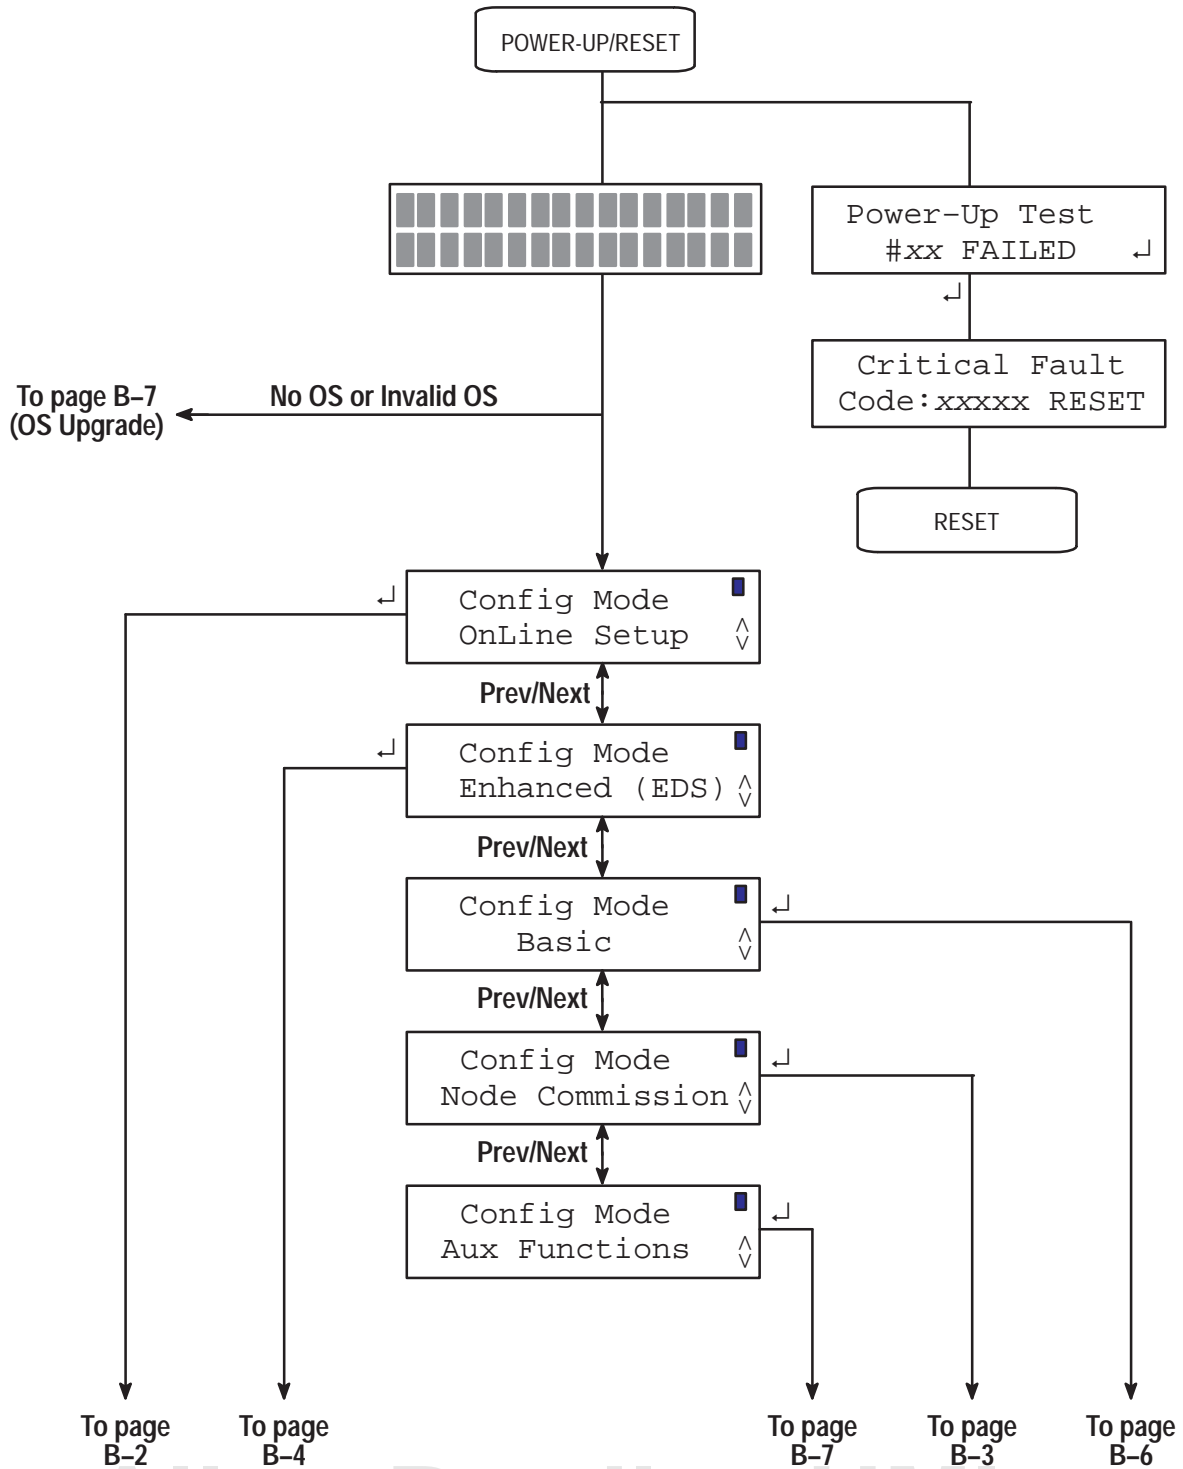 POWER-UP/RESET
Power–Up Test
#xx FAILED ↵
↵
Critical Fault
Code:xxxxx RESET
RESET
To page B–7
(OS Upgrade)
No OS or Invalid OS
↵
Config Mode
OnLine Setup
Prev/Next
↵
Config Mode
Enhanced (EDS)
Prev/Next
Config Mode
Basic
↵
Prev/Next
Config Mode
Node Commission
↵
Prev/Next
Config Mode
Aux Functions
↵
To page
B–2
To page
B–4
To page
B–7
To page
B–3
To page
B–6